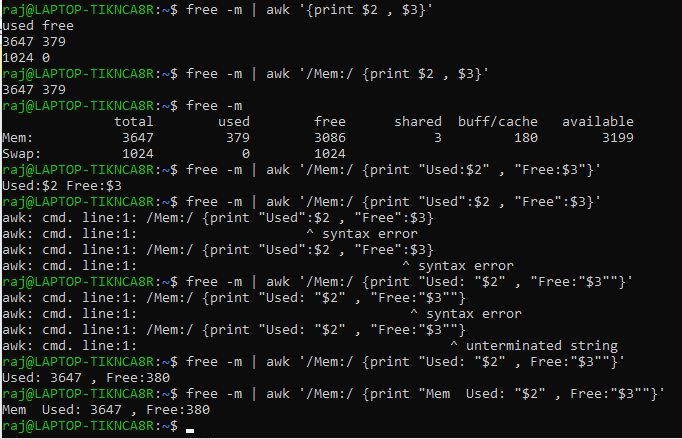 raj@LAPTOP-TIKNCA8R:~$ free -m | awk '{print $2 , $3}'
used free
3647 379
1024 0
raj@LAPTOP-TIKNCA8R:~$ free -m | awk '/Mem:/ {print $2 , $3}'
3647 379
raj@LAPTOP-TIKNCA8R:~$ free -m
              total        used        free      shared  buff/cache   available
Mem:           3647         379        3086           3         180        3199
Swap:          1024           0        1024
raj@LAPTOP-TIKNCA8R:~$ free -m | awk '/Mem:/ {print "Used:$2" , "Free:$3"}'
Used:$2 Free:$3
raj@LAPTOP-TIKNCA8R:~$ free -m | awk '/Mem:/ {print "Used":$2 , "Free":$3}'
awk: cmd. line:1: /Mem:/ {print "Used":$2 , "Free":$3}
awk: cmd. line:1:                     ^ syntax error
awk: cmd. line:1: /Mem:/ {print "Used":$2 , "Free":$3}
awk: cmd. line:1:                                 ^ syntax error
raj@LAPTOP-TIKNCA8R:~$ free -m | awk '/Mem:/ {print "Used: "$2" , "Free:"$3""}'
awk: cmd. line:1: /Mem:/ {print "Used: "$2" , "Free:"$3""}
awk: cmd. line:1:                                  ^ syntax error
awk: cmd. line:1: /Mem:/ {print "Used: "$2" , "Free:"$3""}
awk: cmd. line:1:                                       ^ unterminated string
raj@LAPTOP-TIKNCA8R:~$ free -m | awk '/Mem:/ {print "Used: "$2" , Free:"$3""}'
Used: 3647 , Free:380
raj@LAPTOP-TIKNCA8R:~$ free -m | awk '/Mem:/ {print "Mem  Used: "$2" , Free:"$3""}'
Mem  Used: 3647 , Free:380
raj@LAPTOP-TIKNCA8R:~$